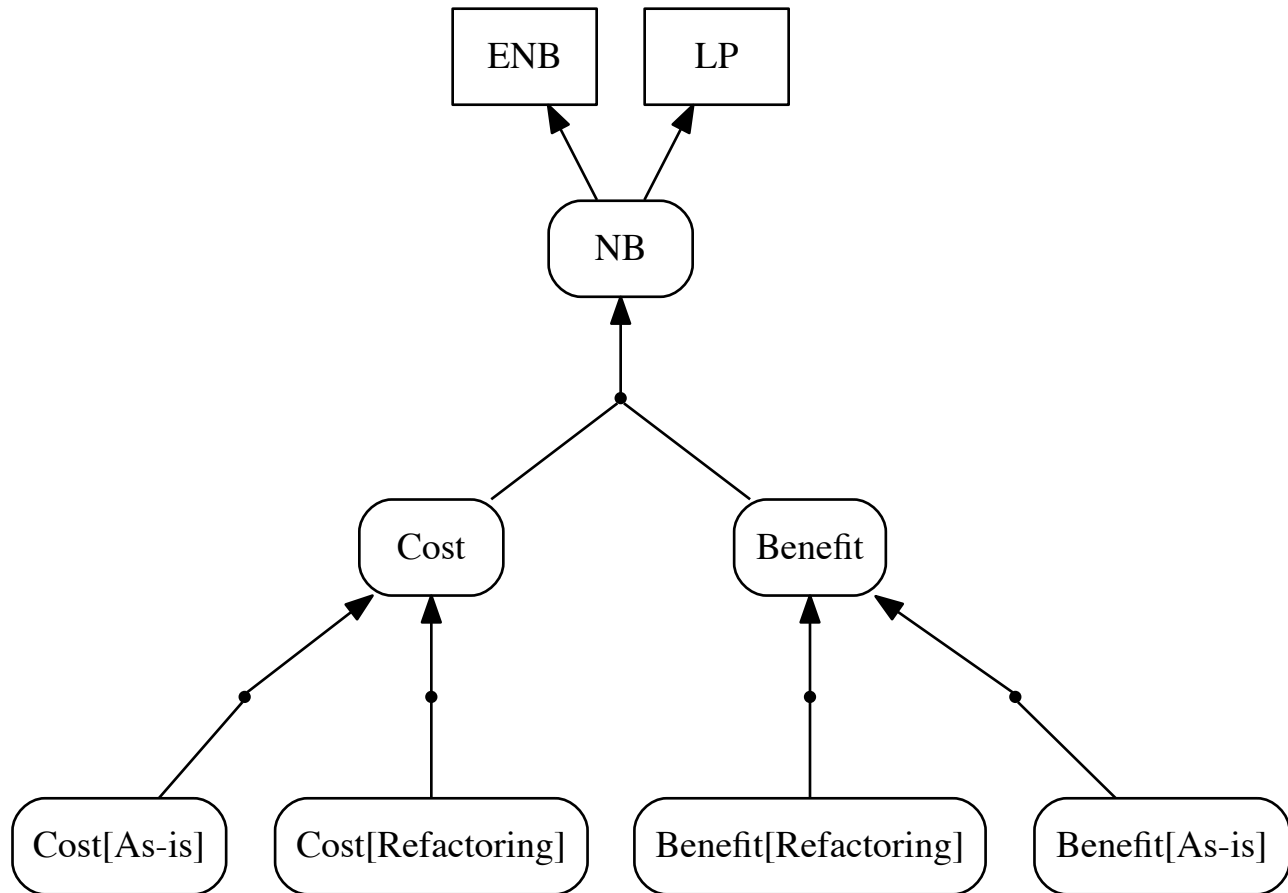 ENB
LP
NB
Cost
Benefit
Cost[As-is]
Cost[Refactoring]
Benefit[Refactoring]
Benefit[As-is]